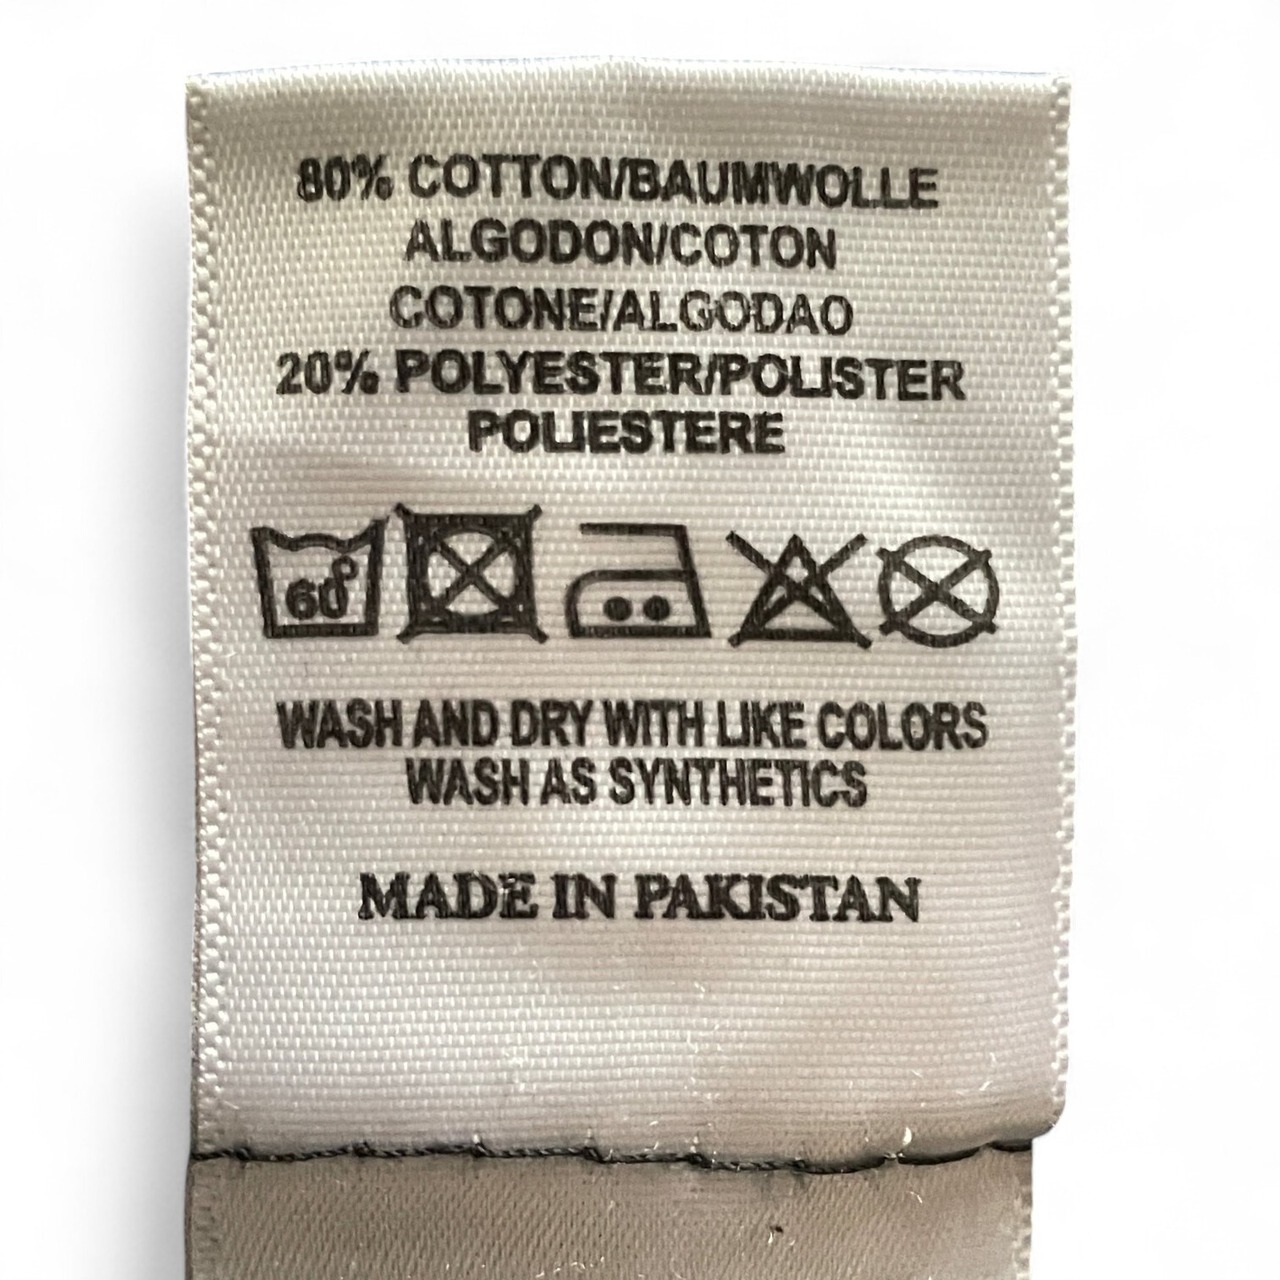 80% COTTON/BAUMWOLLE
ALGODON/COTON
COTONE/ALGODAO
20% POLYESTER/POLISTER
POLIESTERE
60°
WASH AND DRY WITH LIKE COLORS
WASH AS SYNTHETICS
MADE IN PAKISTAN